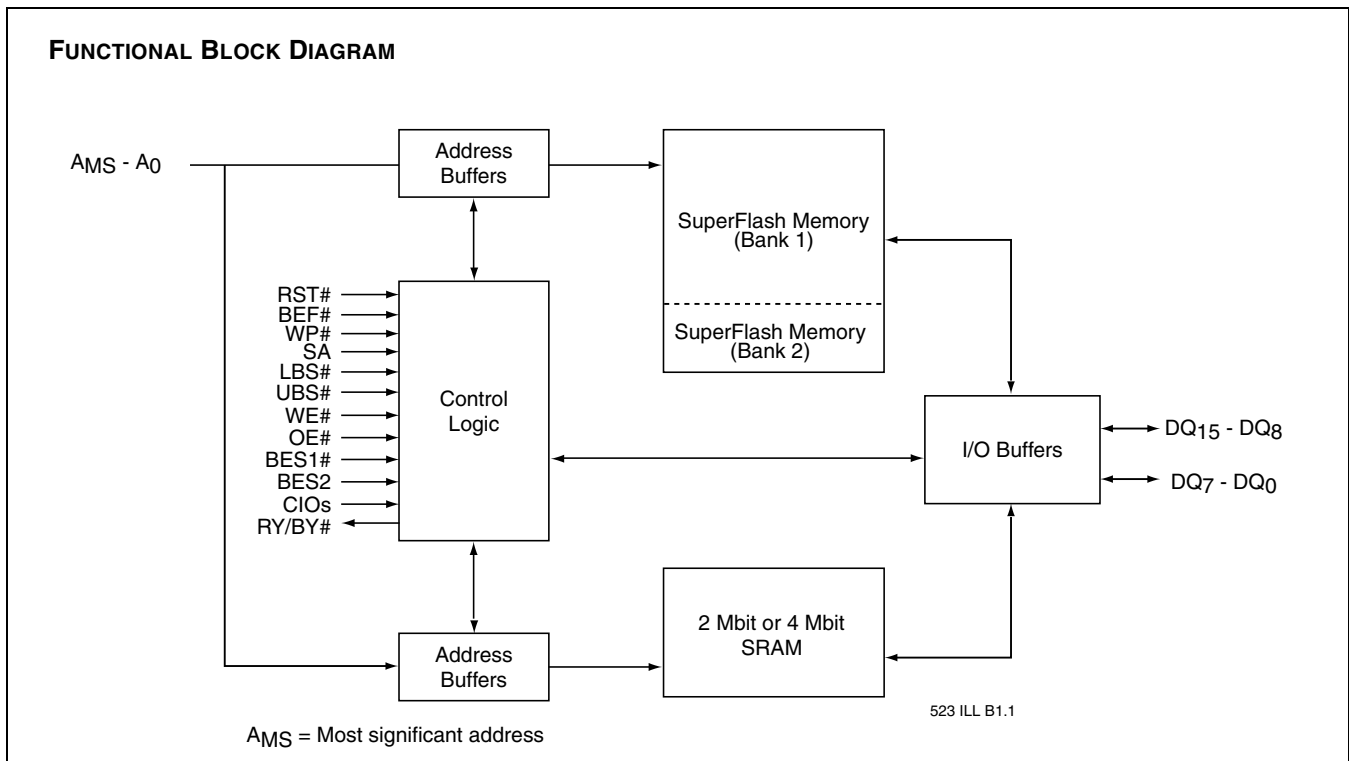 FUNCTIONAL BLOCK DIAGRAM
AMS - A0
Address
Buffers
SuperFlash Memory
(Bank 1)
SuperFlash Memory
(Bank 2)
RST#
BEF#
WP#
SA
LBS#
UBS#
WE#
OE#
BES1#
BES2
CIOs
RY/BY#
Control
Logic
I/O Buffers
DQ15 - DQ8
DQ7 - DQ0
Address
Buffers
2 Mbit or 4 Mbit
SRAM
523 ILL B1.1
AMS = Most significant address